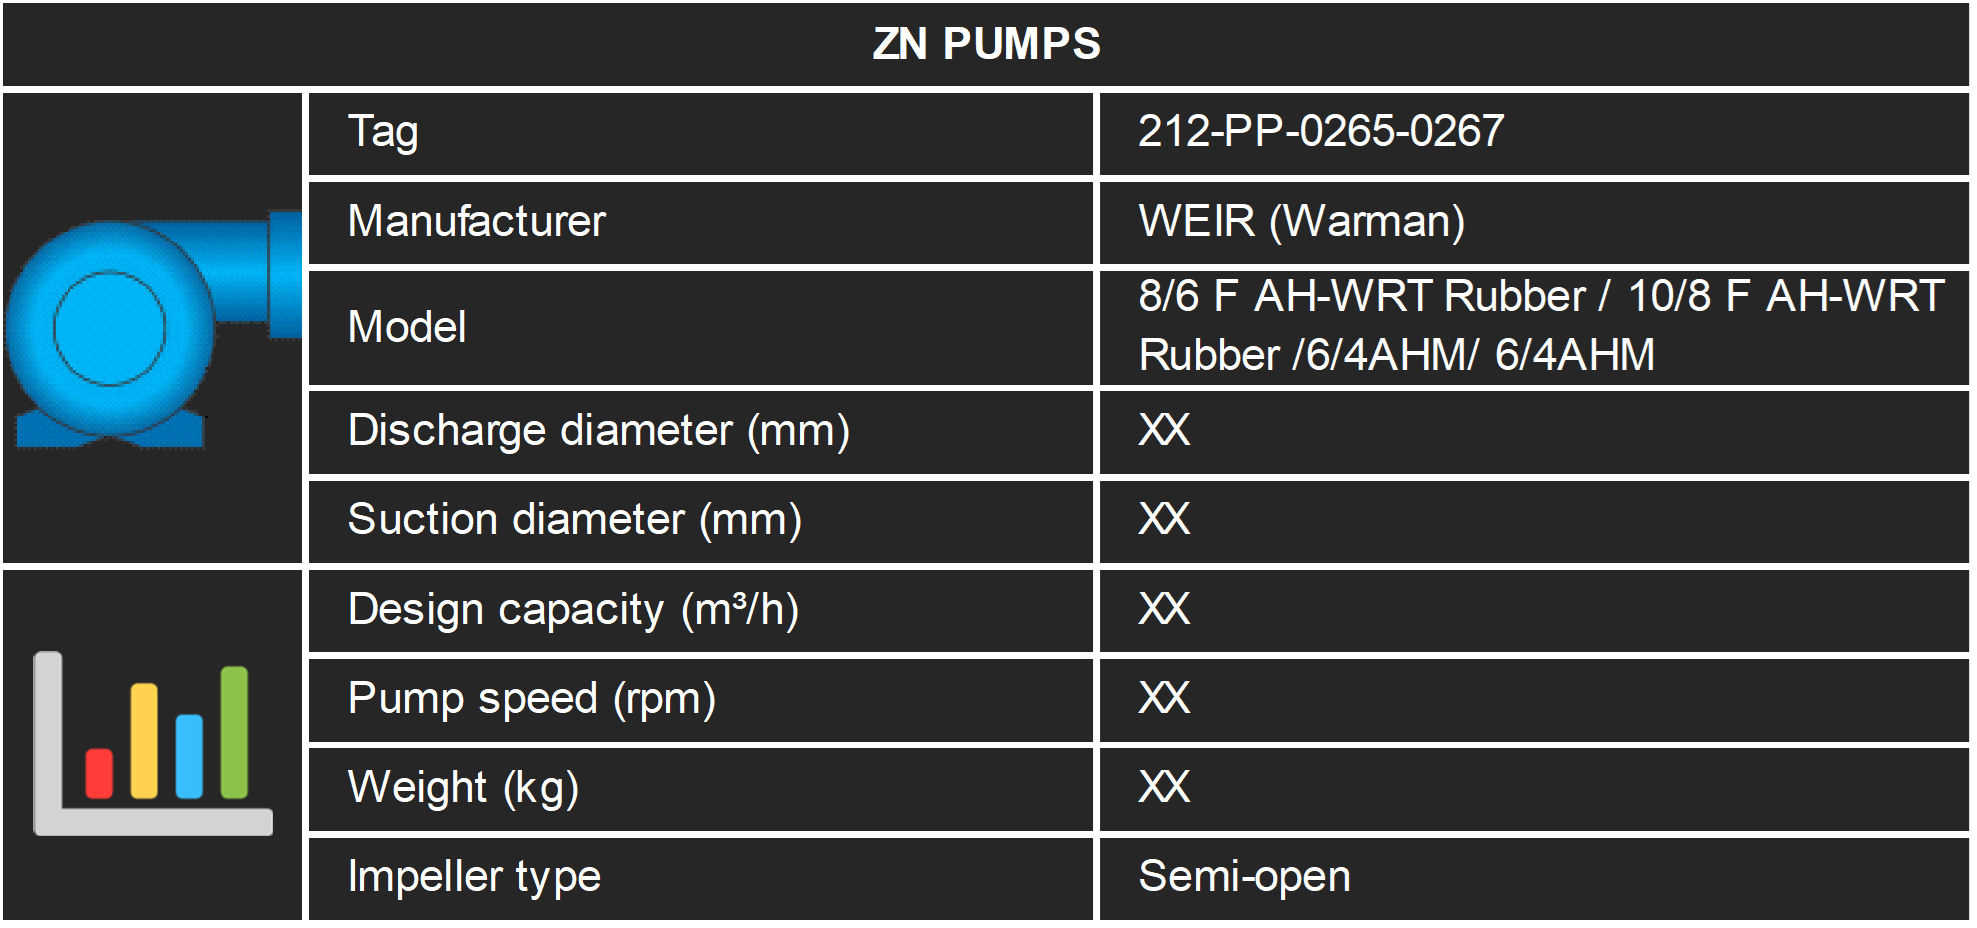 ZN PUMPS
Tag
212-PP-0265-0267
Manufacturer
WEIR (Warman)
Model
8/6 F AH-WRT Rubber / 10/8 F AH-WRT
Rubber /6/4AHM/ 6/4AHM
Discharge diameter (mm)
XX
Suction diameter (mm)
XX
Design capacity (m³/h)
XX
Pump speed (rpm)
XX
Weight (kg)
XX
Impeller type
Semi-open